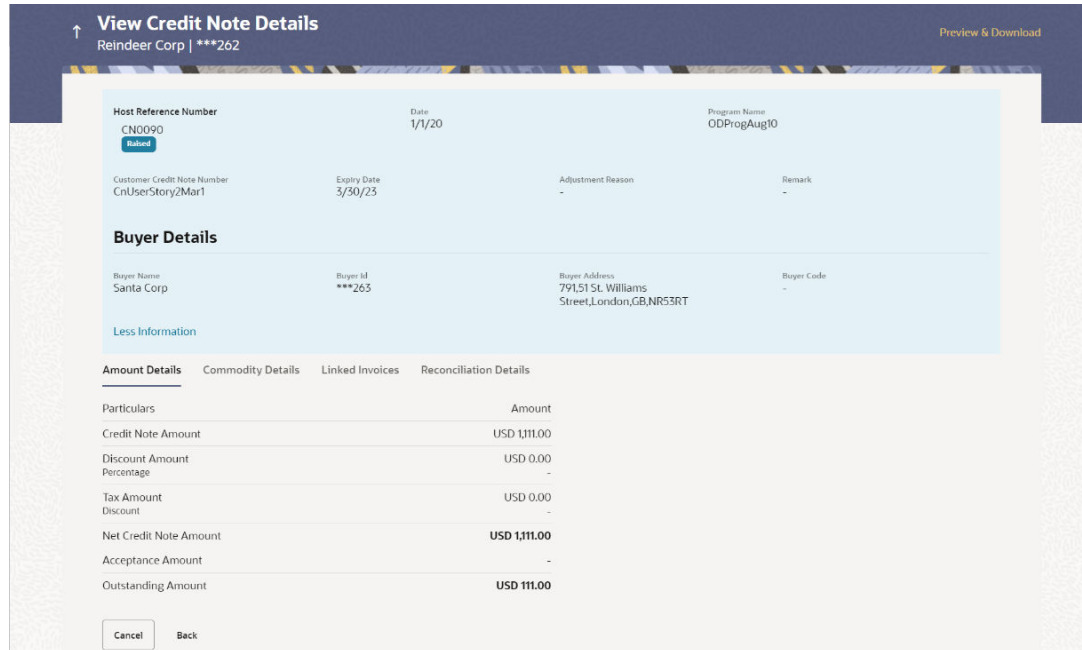 View Credit Note Details
Reindeer Corp | ***262
Preview & Download
Host Reference Number
Date
Program Name
CN0090
1/1/20
ODProgAug10
Raised
Customer Credit Note Number
Expiry Date
Adjustment Reason
Remark
CnUserStory2Mar1
3/30/23
-
-
Buyer Details
Buyer Name
Buyer Id
Buyer Address
Buyer Code
Santa Corp
***263
791,51 St. Williams
Street,London,GB,NR53RT
-
Less Information
Amount Details Commodity Details Linked Invoices Reconciliation Details
Particulars Amount
Credit Note Amount USD 1,111.00
Discount Amount USD 0.00
Percentage -
Tax Amount USD 0.00
Discount -
Net Credit Note Amount USD 1,111.00
Acceptance Amount -
Outstanding Amount USD 111.00
Cancel Back